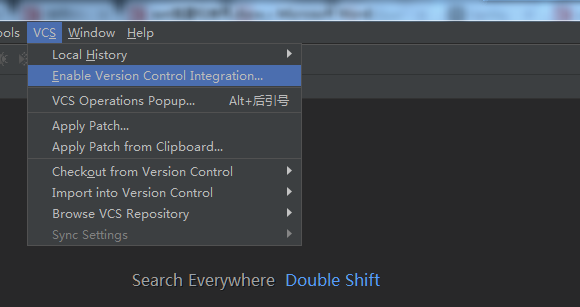 ools VCS Window Help
Local History
Enable Version Control Integration...
VCS Operations Popup... Alt+后引号
Apply Patch...
Apply Patch from Clipboard...
Checkout from Version Control
Import into Version Control
Browse VCS Repository
Sync Settings
Search Everywhere Double Shift